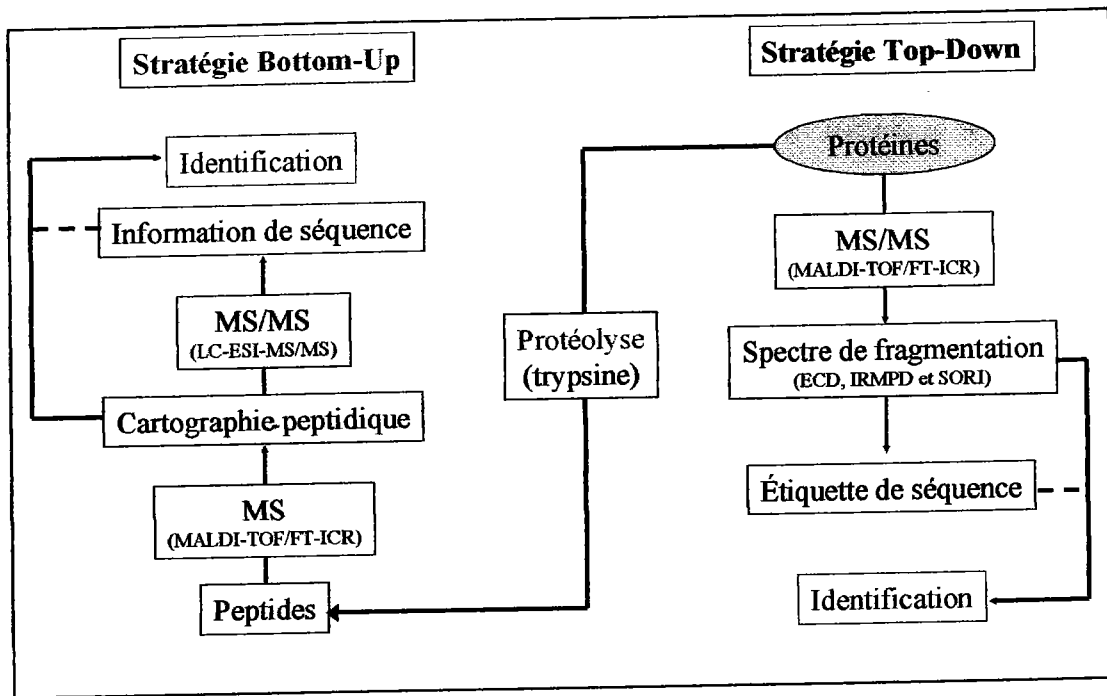 Stratégie Bottom-Up
Identification
Information de séquence
MS/MS
(LC-ESI-MS/MS)
Cartographie peptidique
MS
(MALDI-TOF/FT-ICR)
Peptides
Protéolyse
(trypsine)
Stratégie Top-Down
Protéines
MS/MS
(MALDI-TOF/FT-ICR)
Spectre de fragmentation
(ECD, IRMPD et SORI)
Étiquette de séquence
Identification